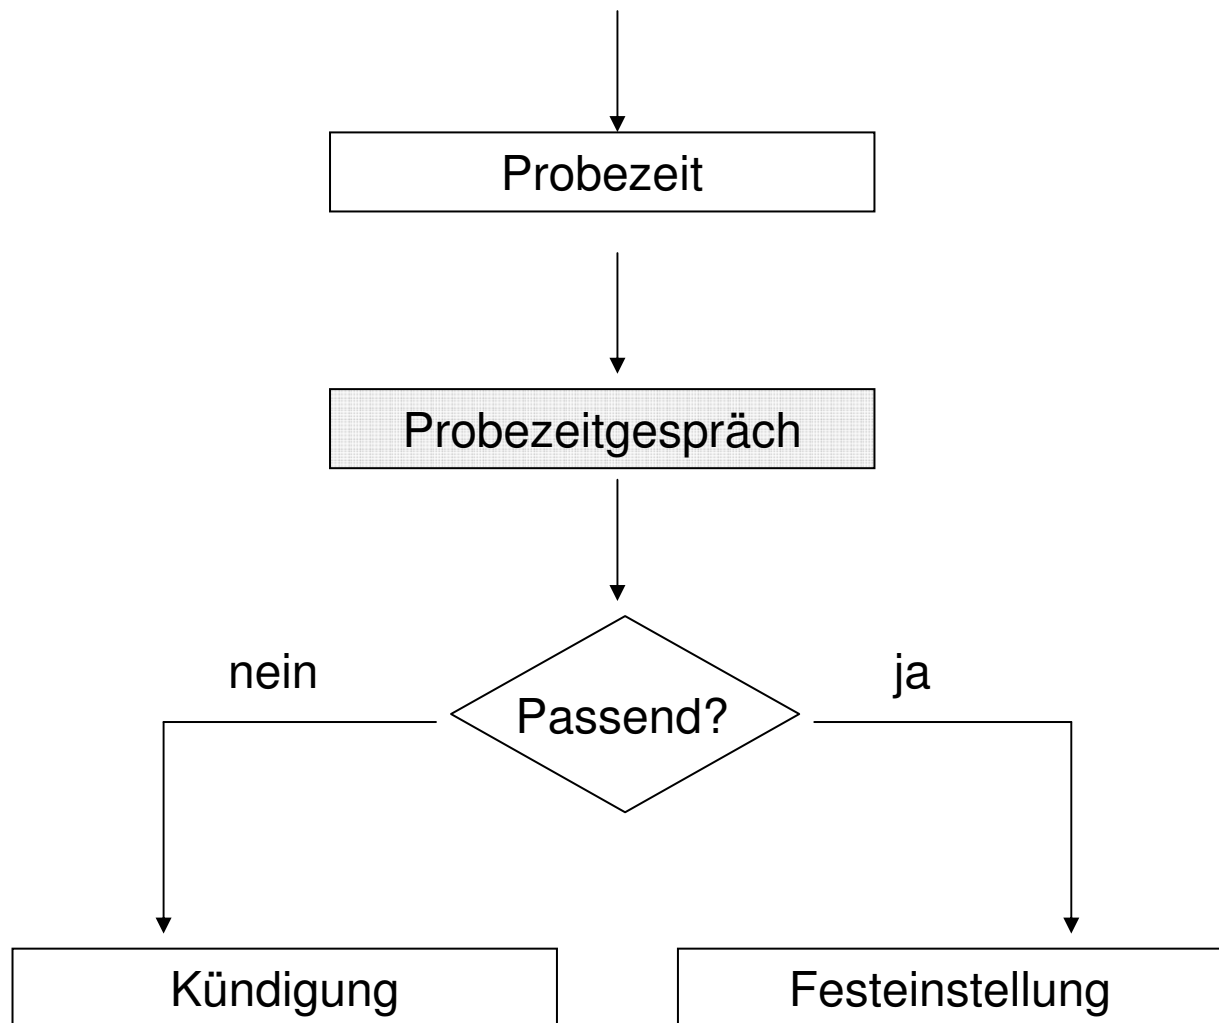 Probezeit
Probezeitgespräch
nein
ja
Passend?
Kündigung
Festeinstellung